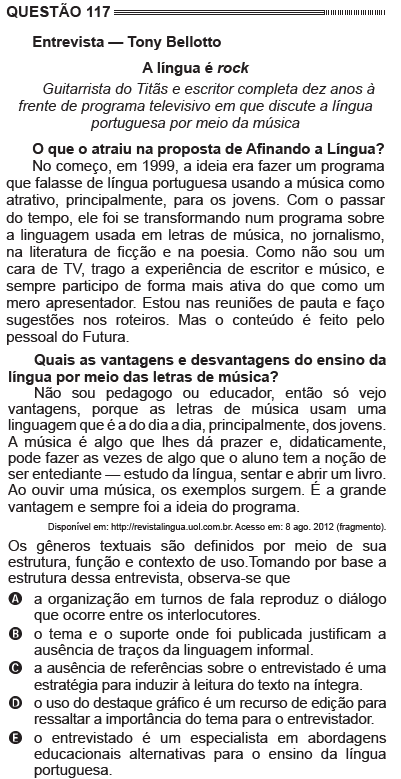 QUESTÃO 117
Entrevista — Tony Bellotto
A língua é rock
Guitarrista do Titãs e escritor completa dez anos à
frente de programa televisivo em que discute a língua
portuguesa por meio da música
O que o atraiu na proposta de Afinando a Língua?
No começo, em 1999, a ideia era fazer um programa
que falasse de língua portuguesa usando a música como
atrativo, principalmente, para os jovens. Com o passar
do tempo, ele foi se transformando num programa sobre
a linguagem usada em letras de música, no jornalismo,
na literatura de ficção e na poesia. Como não sou um
cara de TV, trago a experiência de escritor e músico, e
sempre participo de forma mais ativa do que como um
mero apresentador. Estou nas reuniões de pauta e faço
sugestões nos roteiros. Mas o conteúdo é feito pelo
pessoal do Futura.
Quais as vantagens e desvantagens do ensino da
língua por meio das letras de música?
Não sou pedagogo ou educador, então só vejo
vantagens, porque as letras de música usam uma
linguagem que é a do dia a dia, principalmente, dos jovens.
A música é algo que lhes dá prazer e, didaticamente,
pode fazer as vezes de algo que o aluno tem a noção de
ser entediante — estudo da língua, sentar e abrir um livro.
Ao ouvir uma música, os exemplos surgem. É a grande
vantagem e sempre foi a ideia do programa.
Disponível em: http://revistalingua.uol.com.br. Acesso em: 8 ago. 2012 (fragmento).
Os gêneros textuais são definidos por meio de sua
estrutura, função e contexto de uso.Tomando por base a
estrutura dessa entrevista, observa-se que
A a organização em turnos de fala reproduz o diálogo
que ocorre entre os interlocutores.
B o tema e o suporte onde foi publicada justificam a
ausência de traços da linguagem informal.
C a ausência de referências sobre o entrevistado é uma
estratégia para induzir à leitura do texto na íntegra.
D o uso do destaque gráfico é um recurso de edição para
ressaltar a importância do tema para o entrevistador.
E o entrevistado é um especialista em abordagens
educacionais alternativas para o ensino da língua
portuguesa.